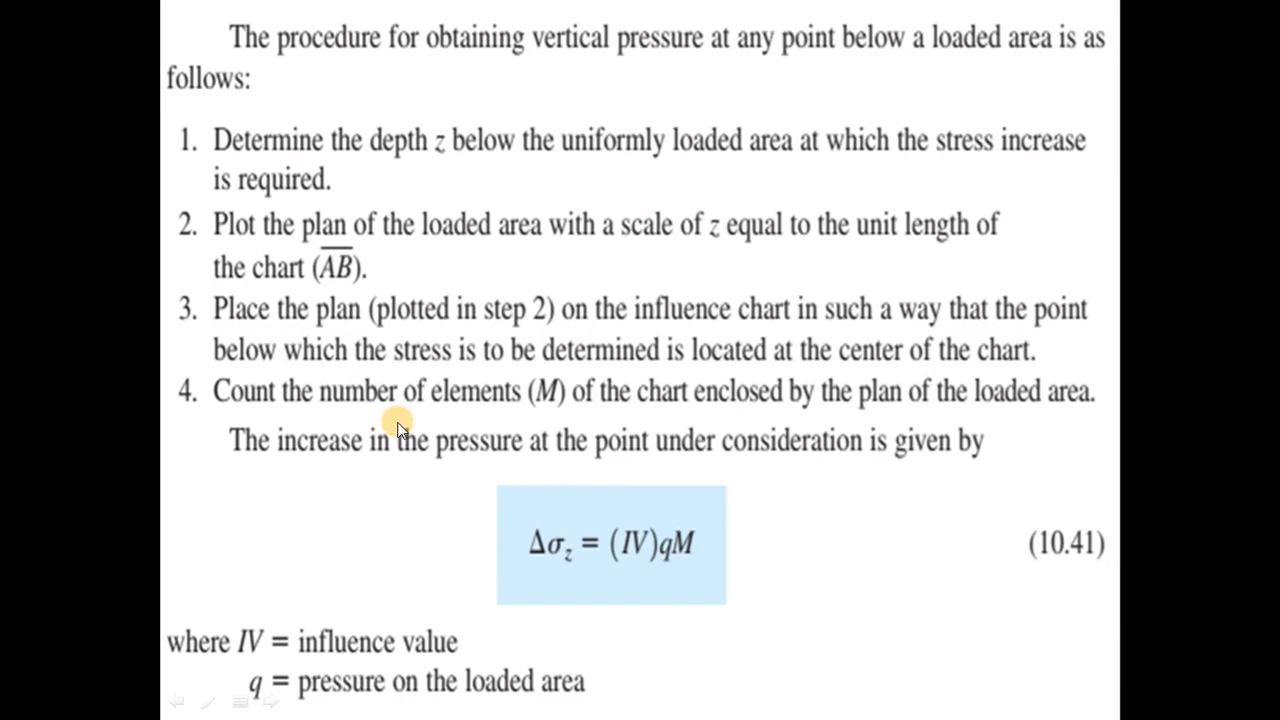 The procedure for obtaining vertical pressure at any point below a loaded area is as
follows:
1. Determine the depth z below the uniformly loaded area at which the stress increase
is required.
2. Plot the plan of the loaded area with a scale of z equal to the unit length of
the chart (A̅B̅).
3. Place the plan (plotted in step 2) on the influence chart in such a way that the point
below which the stress is to be determined is located at the center of the chart.
4. Count the number of elements (M) of the chart enclosed by the plan of the loaded area.
The increase in the pressure at the point under consideration is given by
Δσz = (IV)qM (10.41)
where IV = influence value
q = pressure on the loaded area